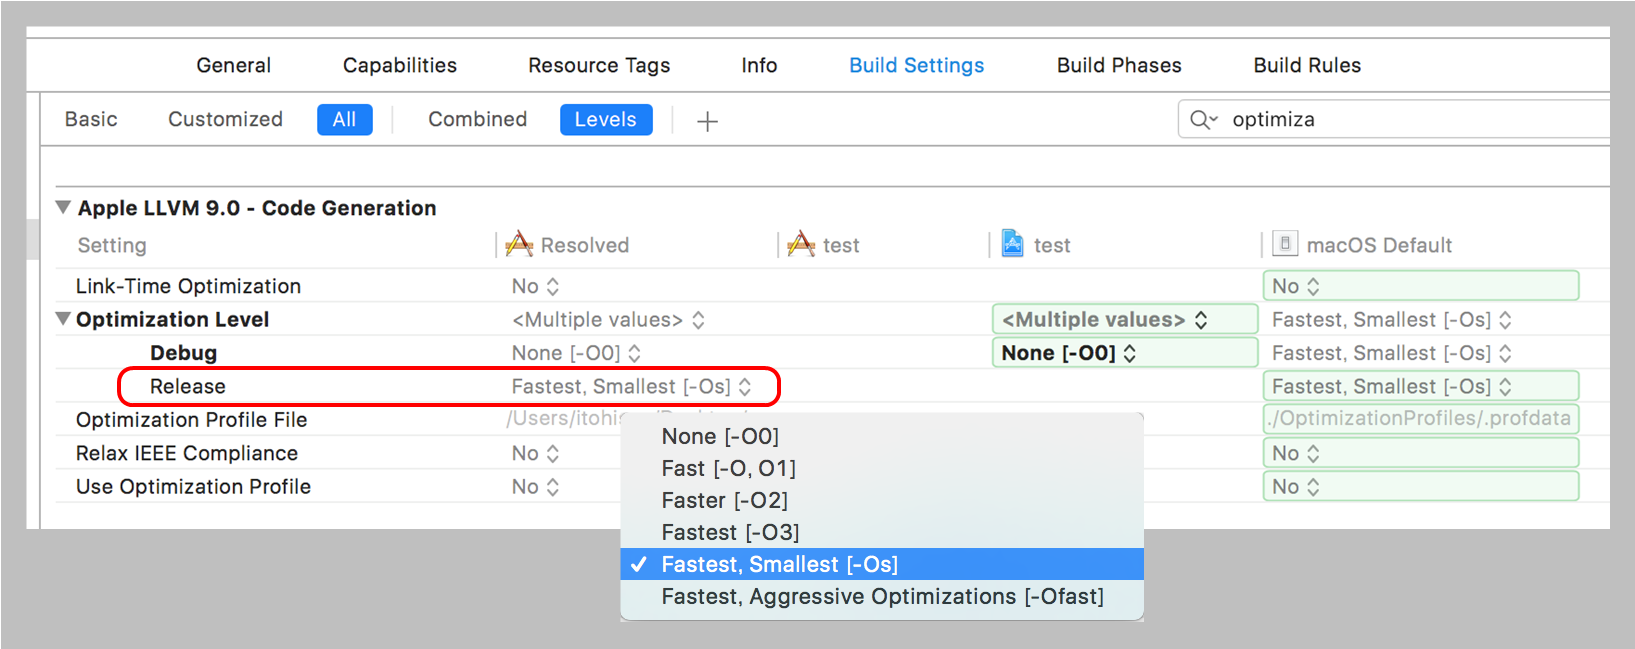 General Capabilities Resource Tags Info Build Settings Build Phases Build Rules
Basic Customized All Combined Levels + optimiza
Apple LLVM 9.0 - Code Generation
Setting Resolved test test macOS Default
Link-Time Optimization No No
Optimization Level <Multiple values> <Multiple values> Fastest, Smallest [-Os]
Debug None [-O0] None [-O0] Fastest, Smallest [-Os]
Release Fastest, Smallest [-Os] Fastest, Smallest [-Os]
Optimization Profile File ./OptimizationProfiles/.profdata
Relax IEEE Compliance No No
Use Optimization Profile No No
None [-O0]
Fast [-O, O1]
Faster [-O2]
Fastest [-O3]
✓ Fastest, Smallest [-Os]
Fastest, Aggressive Optimizations [-Ofast]